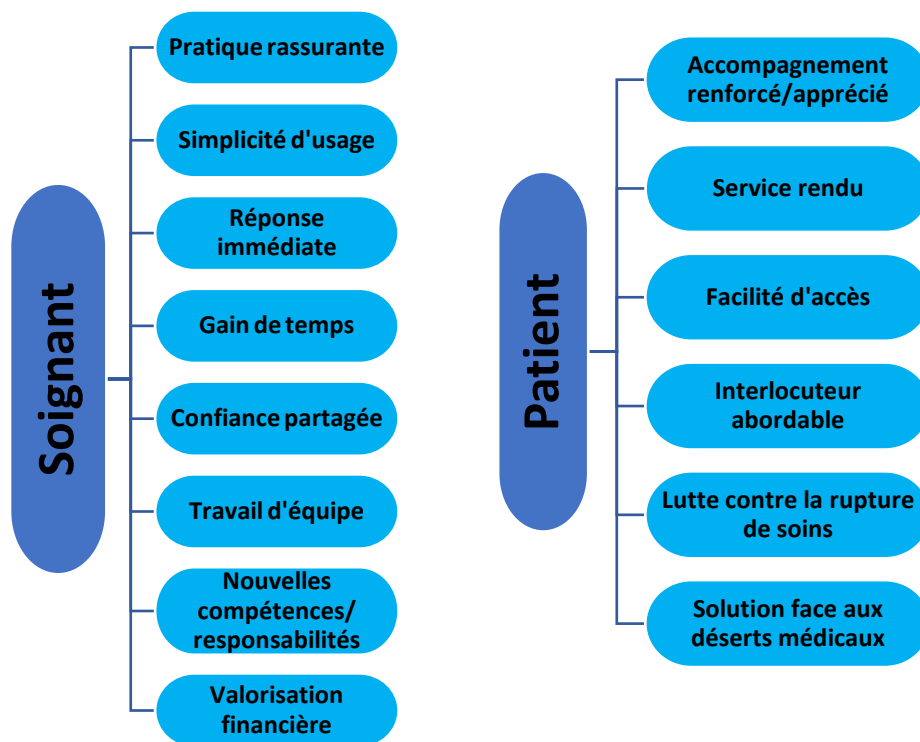 Soignant
Pratique rassurante
Simplicité d'usage
Réponse
immédiate
Gain de temps
Confiance partagée
Travail d'équipe
Nouvelles
compétences/
responsabilités
Valorisation
financière
Patient
Accompagnement
renforcé/apprécié
Service rendu
Facilité d'accès
Interlocuteur
abordable
Lutte contre la rupture
de soins
Solution face aux
déserts médicaux